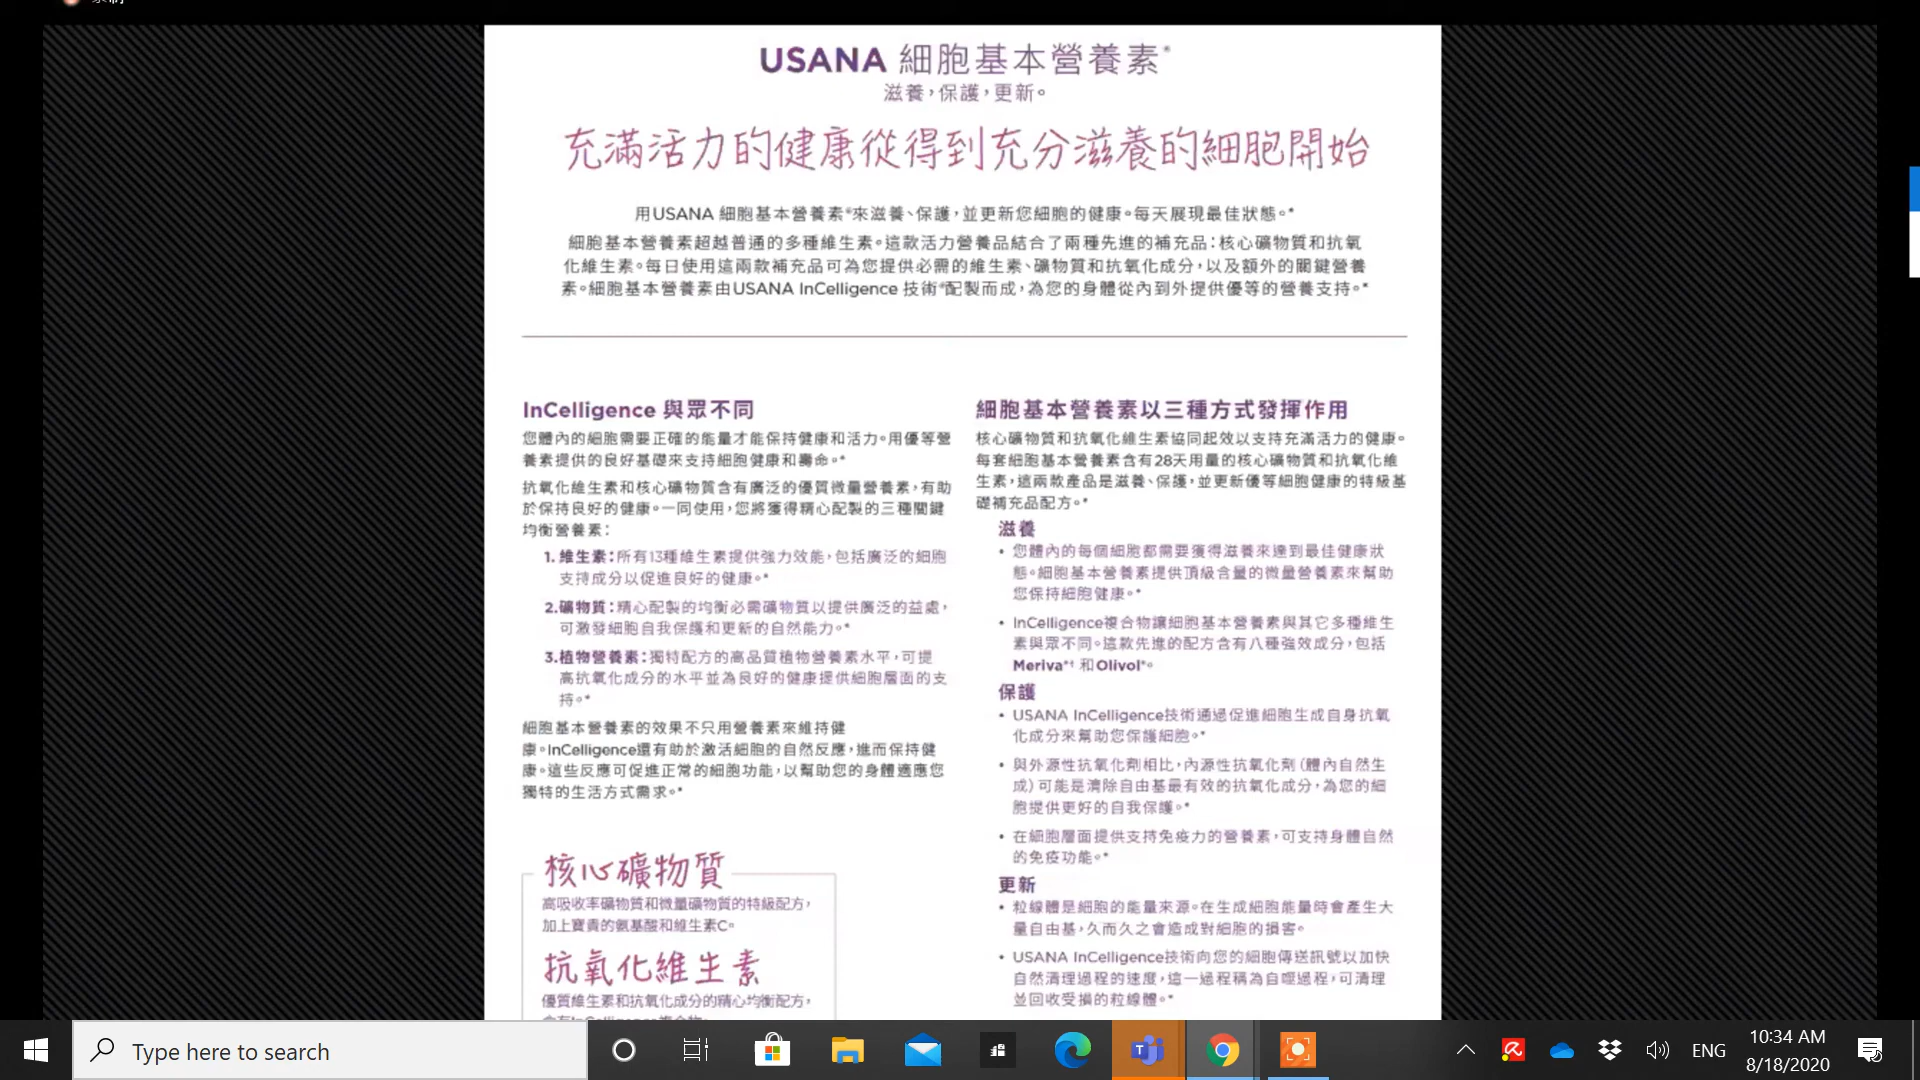 USANA 細胞基本營養素®
滋養，保護，更新。
充滿活力的健康從得到充分滋養的細胞開始
用USANA 細胞基本營養素®來滋養、保護，並更新您細胞的健康。每天展現最佳狀態。*
細胞基本營養素超越普通的多種維生素。這款活力營養品結合了兩種先進的補充品：核心礦物質和抗氧
化維生素。每日使用這兩款補充品可為您提供必需的維生素、礦物質和抗氧化成分，以及額外的關鍵營養
素。細胞基本營養素由USANA InCelligence 技術®配製而成，為您的身體從內到外提供優等的營養支持。*
InCelligence 與眾不同
您體內的細胞需要正確的能量才能保持健康和活力。用優等營
養素提供的良好基礎來支持細胞健康和壽命。*
抗氧化維生素和核心礦物質含有廣泛的優質微量營養素，有助
於保持良好的健康。一同使用，您將獲得精心配製的三種關鍵
均衡營養素：
1. 維生素：所有13種維生素提供強力效能，包括廣泛的細胞
支持成分以促進良好的健康。*
2.礦物質：精心配製的均衡必需礦物質以提供廣泛的益處，
可激發細胞自我保護和更新的自然能力。*
3.植物營養素：獨特配方的高品質植物營養素水平，可提
高抗氧化成分的水平並為良好的健康提供細胞層面的支
持。*
細胞基本營養素的效果不只用營養素來維持健
康。InCelligence還有助於激活細胞的自然反應，進而保持健
康。這些反應可促進正常的細胞功能，以幫助您的身體適應您
獨特的生活方式需求。*
核心礦物質
高吸收率礦物質和微量礦物質的特級配方，
加上寶貴的氨基酸和維生素C。
抗氧化維生素
優質維生素和抗氧化成分的精心均衡配方，
細胞基本營養素以三種方式發揮作用
核心礦物質和抗氧化維生素協同起效以支持充滿活力的健康。
每套細胞基本營養素含有28天用量的核心礦物質和抗氧化維
生素，這兩款產品是滋養、保護，並更新優等細胞健康的特級基
礎補充品配方。*
滋養
• 您體內的每個細胞都需要獲得滋養來達到最佳健康狀
態。細胞基本營養素提供頂級含量的微量營養素來幫助
您保持細胞健康。*
• InCelligence複合物讓細胞基本營養素與其它多種維生
素與眾不同。這款先進的配方含有八種強效成分，包括
Meriva®† 和Olivol®。
保護
• USANA InCelligence技術通過促進細胞生成自身抗氧
化成分來幫助您保護細胞。*
• 與外源性抗氧化劑相比，內源性抗氧化劑（體內自然生
成）可能是清除自由基最有效的抗氧化成分，為您的細
胞提供更好的自我保護。*
• 在細胞層面提供支持免疫力的營養素，可支持身體自然
的免疫功能。*
更新
• 粒線體是細胞的能量來源。在生成細胞能量時會產生大
量自由基，久而久之會造成對細胞的損害。
• USANA InCelligence技術向您的細胞傳送訊號以加快
自然清理過程的速度，這一過程稱為自噬過程，可清理
並回收受損的粒線體。*
Type here to search
ENG
10:34 AM
8/18/2020